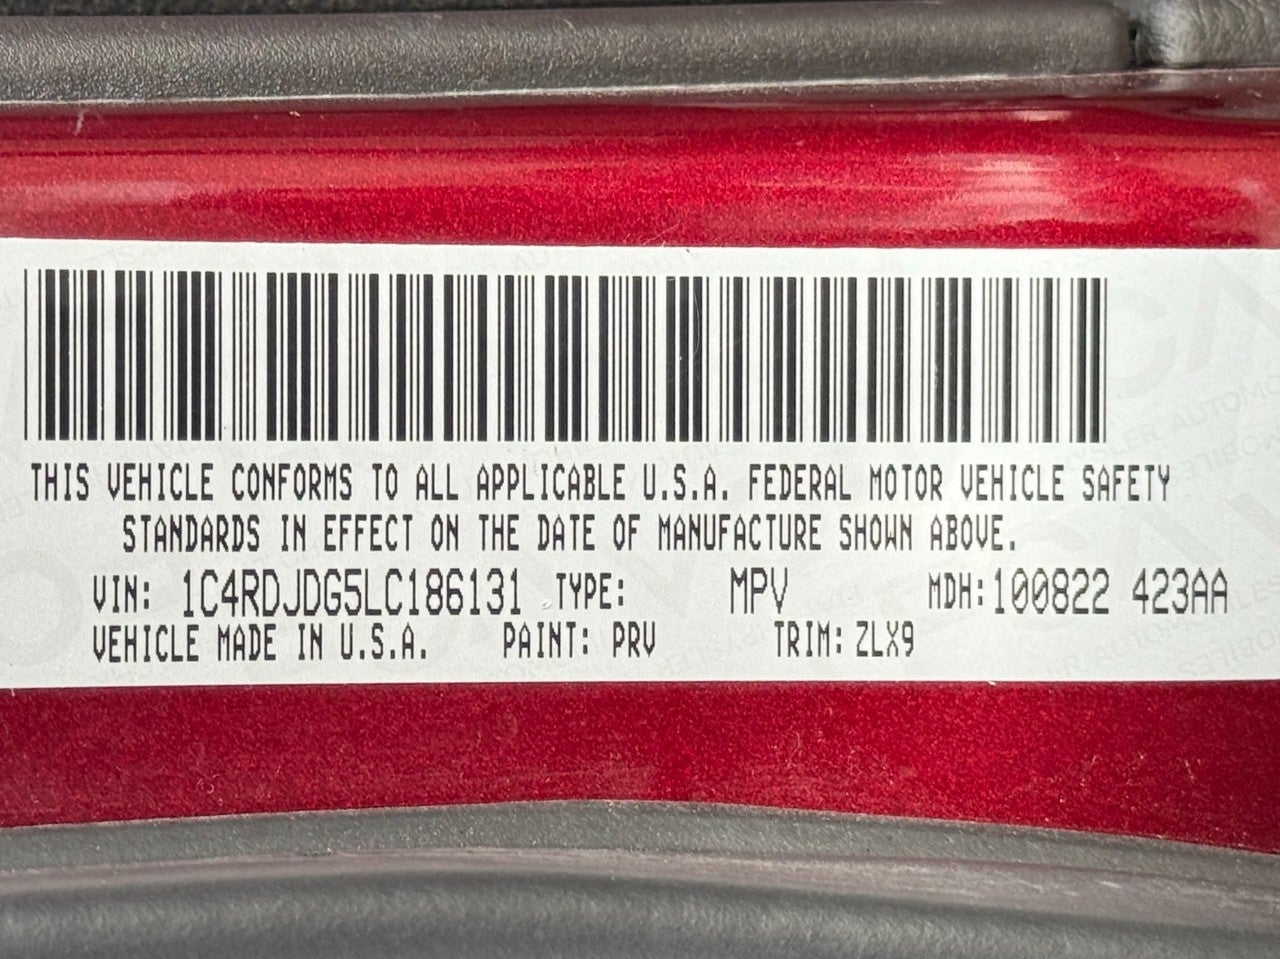 THIS VEHICLE CONFORMS TO ALL APPLICABLE U.S.A. FEDERAL MOTOR VEHICLE SAFETY
STANDARDS IN EFFECT ON THE DATE OF MANUFACTURE SHOWN ABOVE.
VIN: 1C4RDJDG5LC186131 TYPE: MPV MDH: 100822 423AA
VEHICLE MADE IN U.S.A. PAINT: PRV TRIM: ZLX9